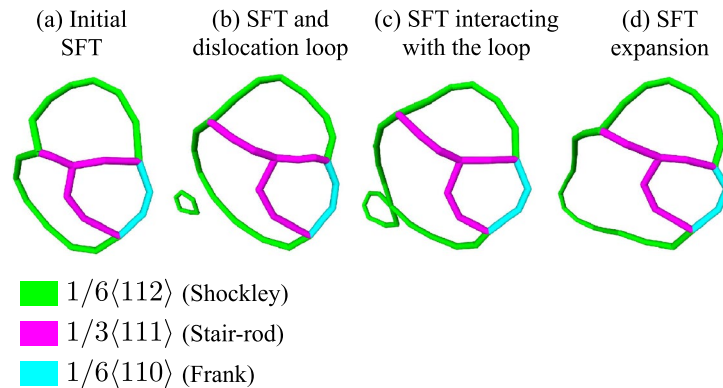 (a) Initial SFT
(b) SFT and dislocation loop
(c) SFT interacting with the loop
(d) SFT expansion
1/6⟨112⟩ (Shockley)
1/3⟨111⟩ (Stair-rod)
1/6⟨110⟩ (Frank)